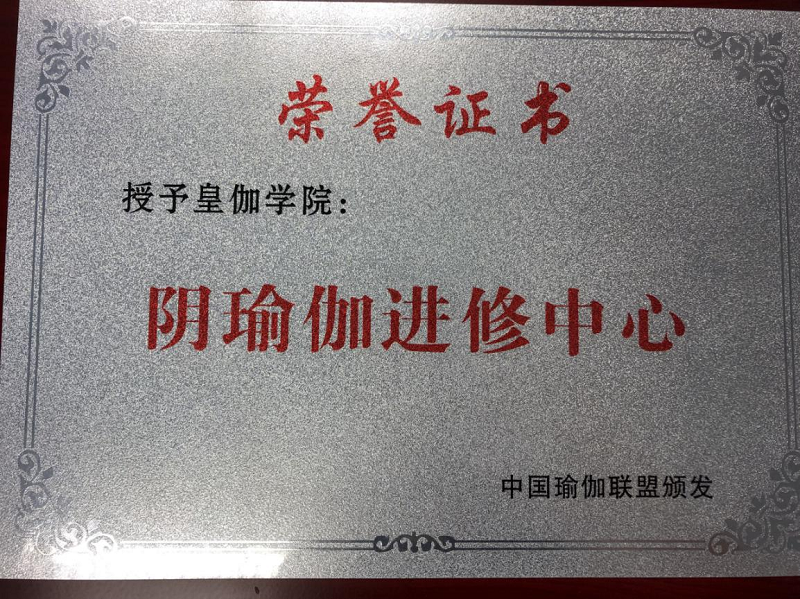 荣誉证书
授予皇伽学院:
阴瑜伽进修中心
中国瑜伽联盟颁发